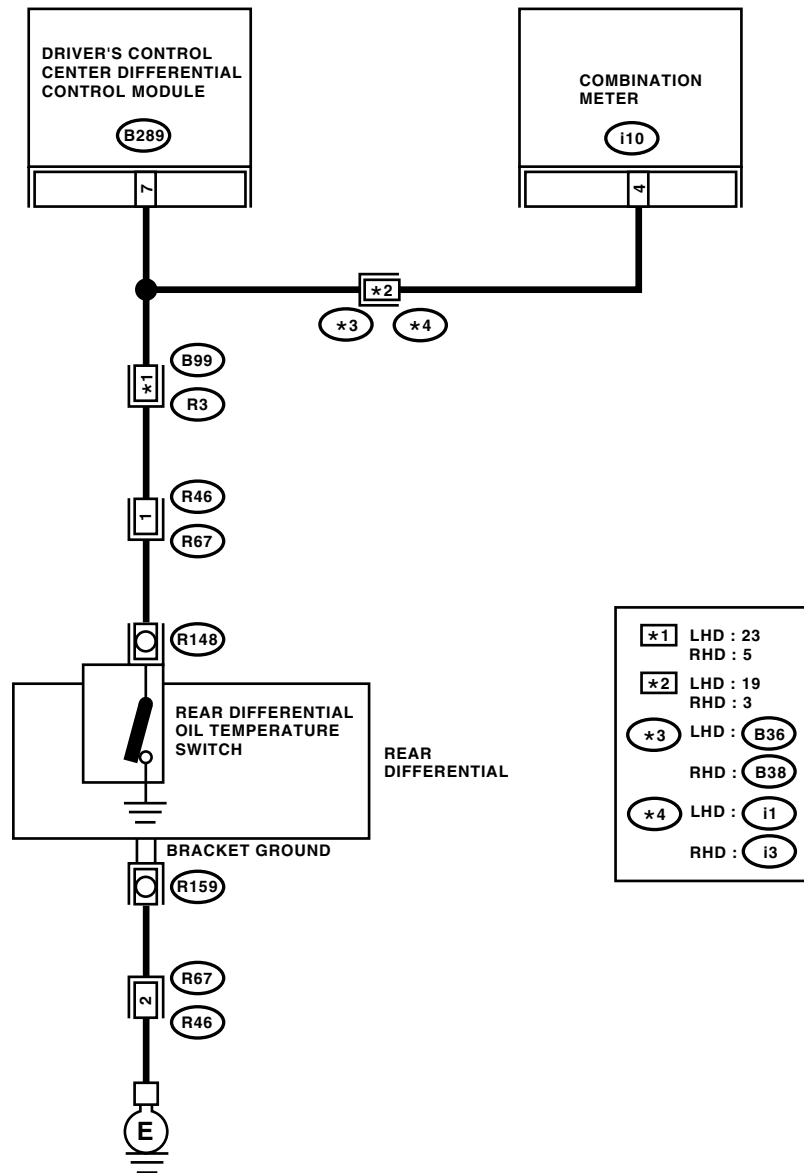 DRIVER'S CONTROL
CENTER DIFFERENTIAL
CONTROL MODULE
B289
7
COMBINATION
METER
i10
4
*2
*3
*4
*1
B99
R3
1
R46
R67
R148
REAR DIFFERENTIAL
OIL TEMPERATURE
SWITCH
REAR
DIFFERENTIAL
BRACKET GROUND
R159
2
R67
R46
E
*1 LHD : 23
RHD : 5
*2 LHD : 19
RHD : 3
*3 LHD : B36
RHD : B38
*4 LHD : i1
RHD : i3